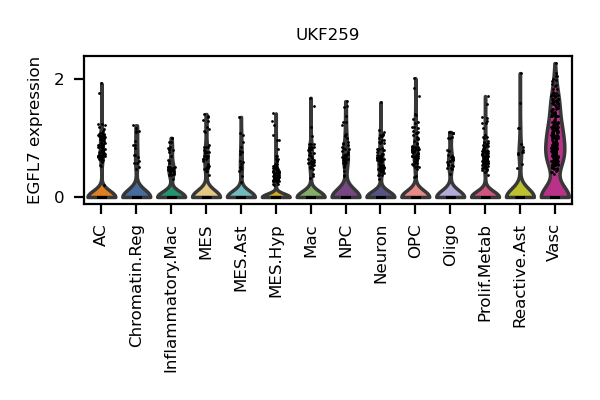 UKF259
EGFL7 expression
2
0
AC
Chromatin.Reg
Inflammatory.Mac
MES
MES.Ast
MES.Hyp
Mac
NPC
Neuron
OPC
Oligo
Prolif.Metab
Reactive.Ast
Vasc